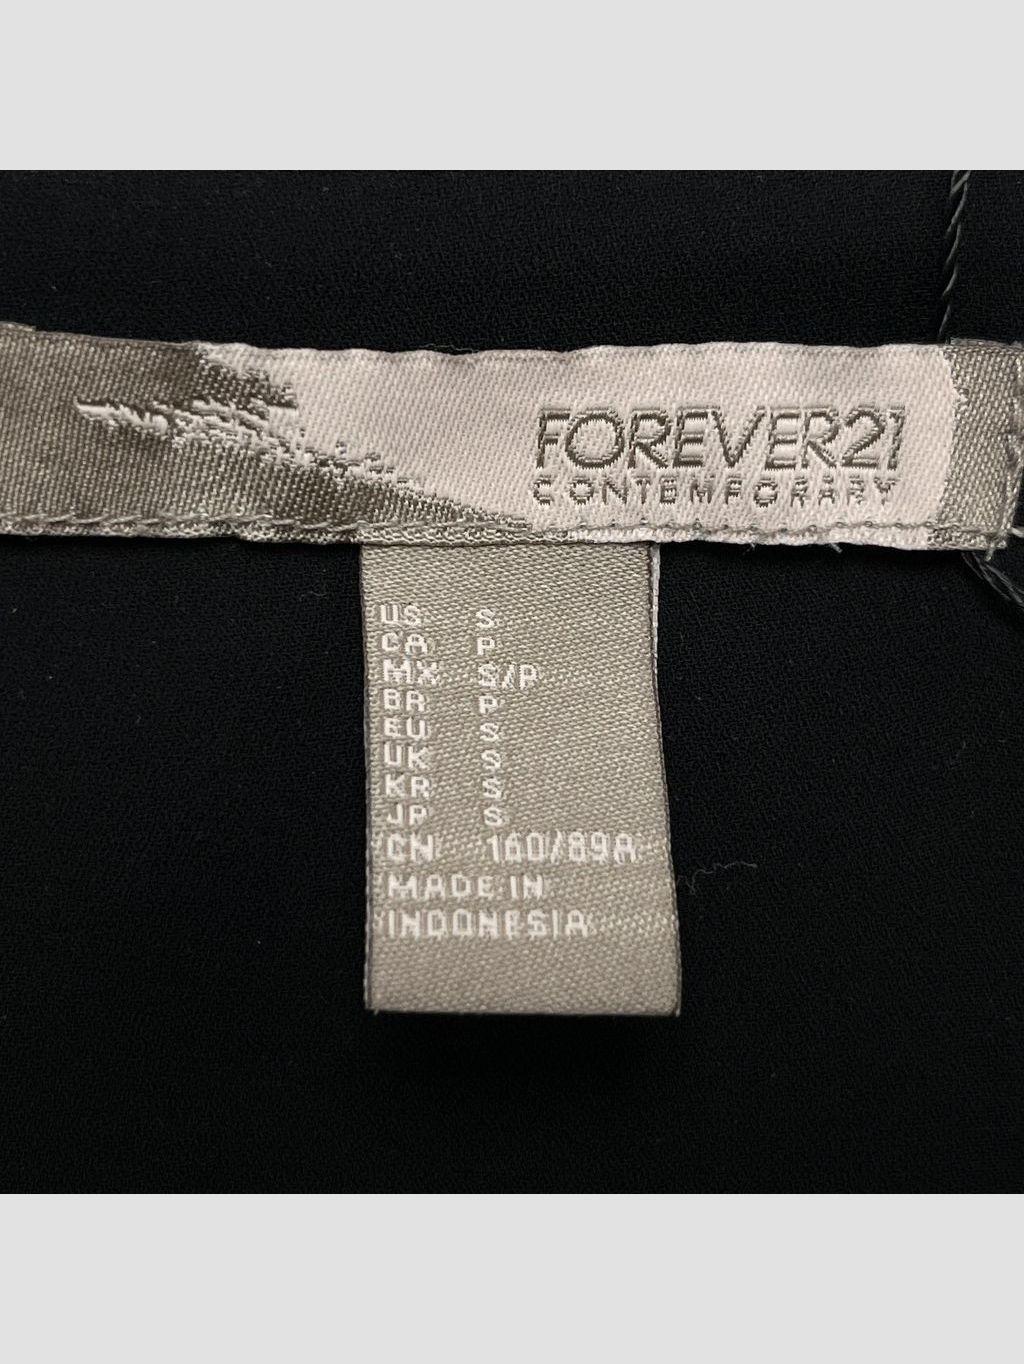 FOREVER21
CONTEMPORARY
US S
CA P
MX S/P
BR P
EU S
UK S
KR S
JP S
CN 160/89A
MADE IN
INDONESIA